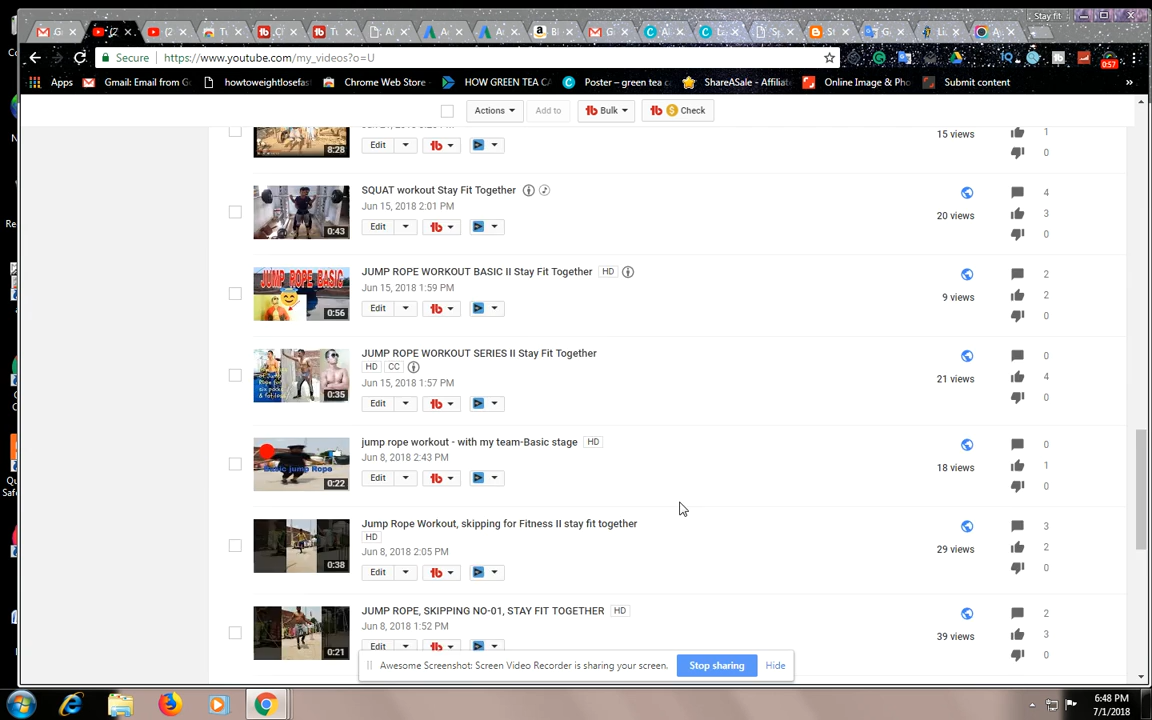 Stay fit
Secure https://www.youtube.com/my_videos?o=U
0:57
Apps Gmail: Email from G howtoweightlosefas Chrome Web Store HOW GREEN TEA CA Poster – green tea c ShareASale - Affiliat Online Image & Pho Submit content »
Actions Add to Bulk $ Check
15 views 1
8:28 Edit 0
SQUAT workout Stay Fit Together 4
Jun 15, 2018 2:01 PM 20 views 3
0:43 Edit 0
JUMP ROPE BASIC JUMP ROPE WORKOUT BASIC II Stay Fit Together HD 2
Jun 15, 2018 1:59 PM 9 views 2
0:56 Edit 0
JUMP ROPE WORKOUT SERIES II Stay Fit Together 0
HD CC 21 views 4
Jun 15, 2018 1:57 PM
0:35 Edit 0
jump rope workout - with my team-Basic stage HD 0
Basic jump Rope Jun 8, 2018 2:43 PM 18 views 1
0:22 Edit 0
Jump Rope Workout, skipping for Fitness II stay fit together 3
HD 29 views 2
Jun 8, 2018 2:05 PM
0:38 Edit 0
JUMP ROPE, SKIPPING NO-01, STAY FIT TOGETHER HD 2
Jun 8, 2018 1:52 PM 39 views 3
0:21 Edit 0
Awesome Screenshot: Screen Video Recorder is sharing your screen. Stop sharing Hide
6:48 PM
7/1/2018